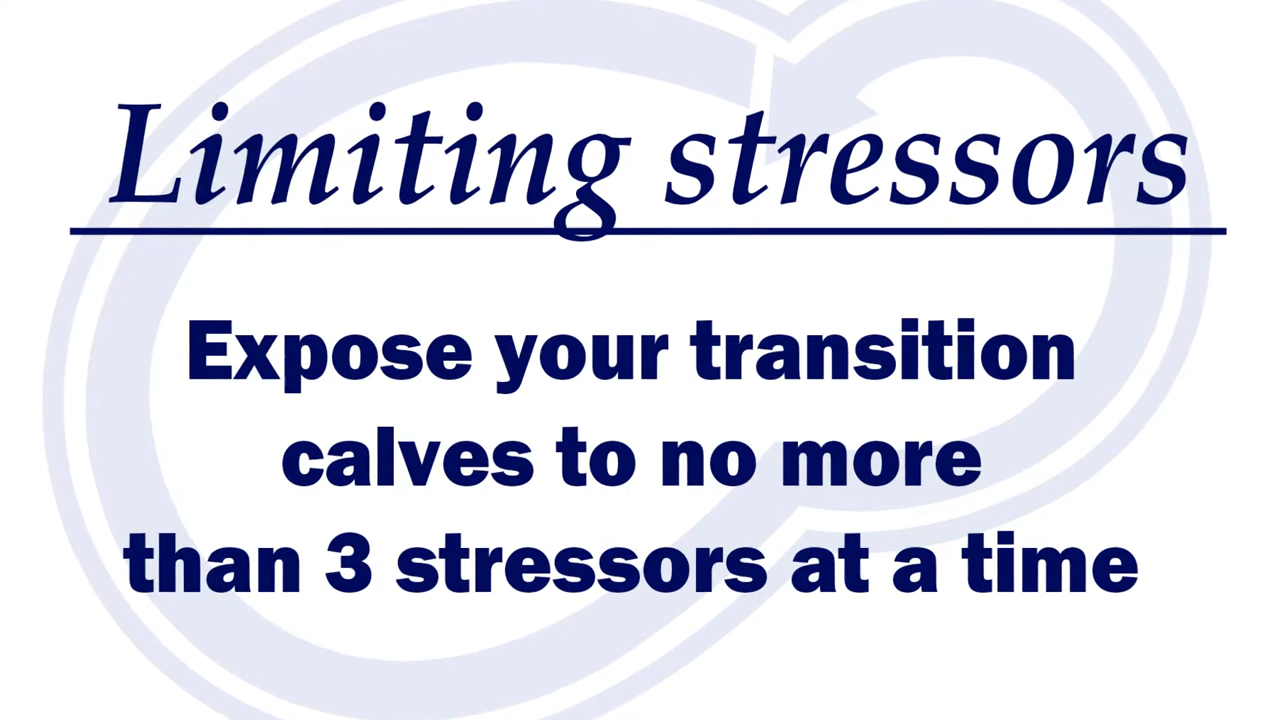 Limiting stressors
Expose your transition
calves to no more
than 3 stressors at a time